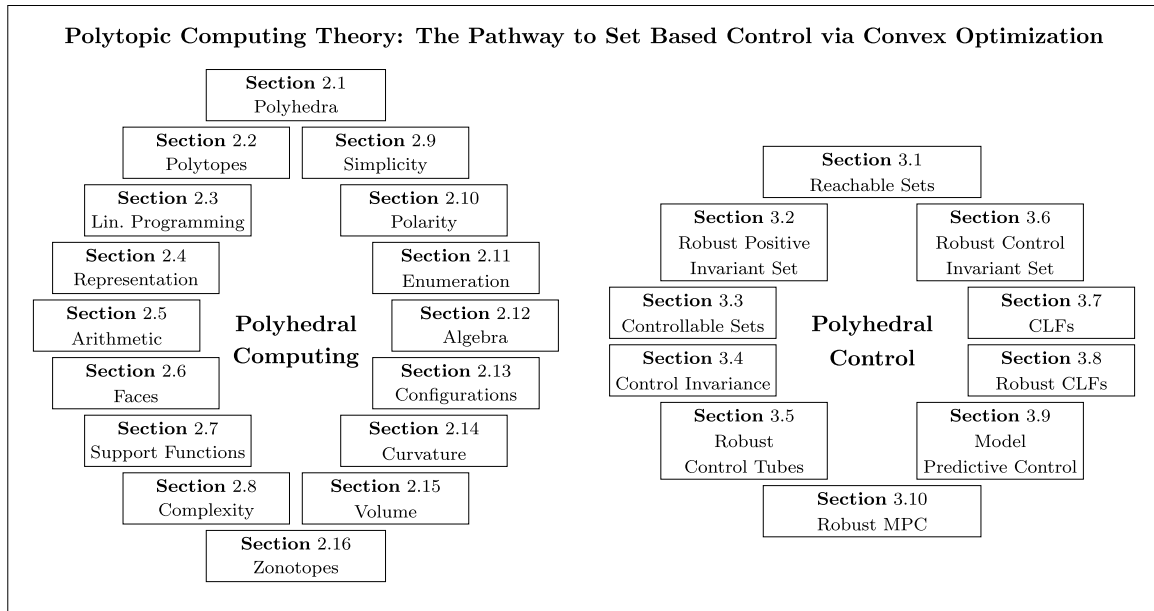 Polytopic Computing Theory: The Pathway to Set Based Control via Convex Optimization
Section 2.1
Polyhedra
Section 2.2
Polytopes
Section 2.9
Simplicity
Section 2.3
Lin. Programming
Section 2.10
Polarity
Section 2.4
Representation
Section 2.11
Enumeration
Section 2.5
Arithmetic
Section 2.12
Algebra
Polyhedral
Computing
Section 2.6
Faces
Section 2.13
Configurations
Section 2.7
Support Functions
Section 2.14
Curvature
Section 2.8
Complexity
Section 2.15
Volume
Section 2.16
Zonotopes
Section 3.1
Reachable Sets
Section 3.2
Robust Positive
Invariant Set
Section 3.6
Robust Control
Invariant Set
Section 3.3
Controllable Sets
Section 3.7
CLFs
Polyhedral
Control
Section 3.4
Control Invariance
Section 3.8
Robust CLFs
Section 3.5
Robust
Control Tubes
Section 3.9
Model
Predictive Control
Section 3.10
Robust MPC